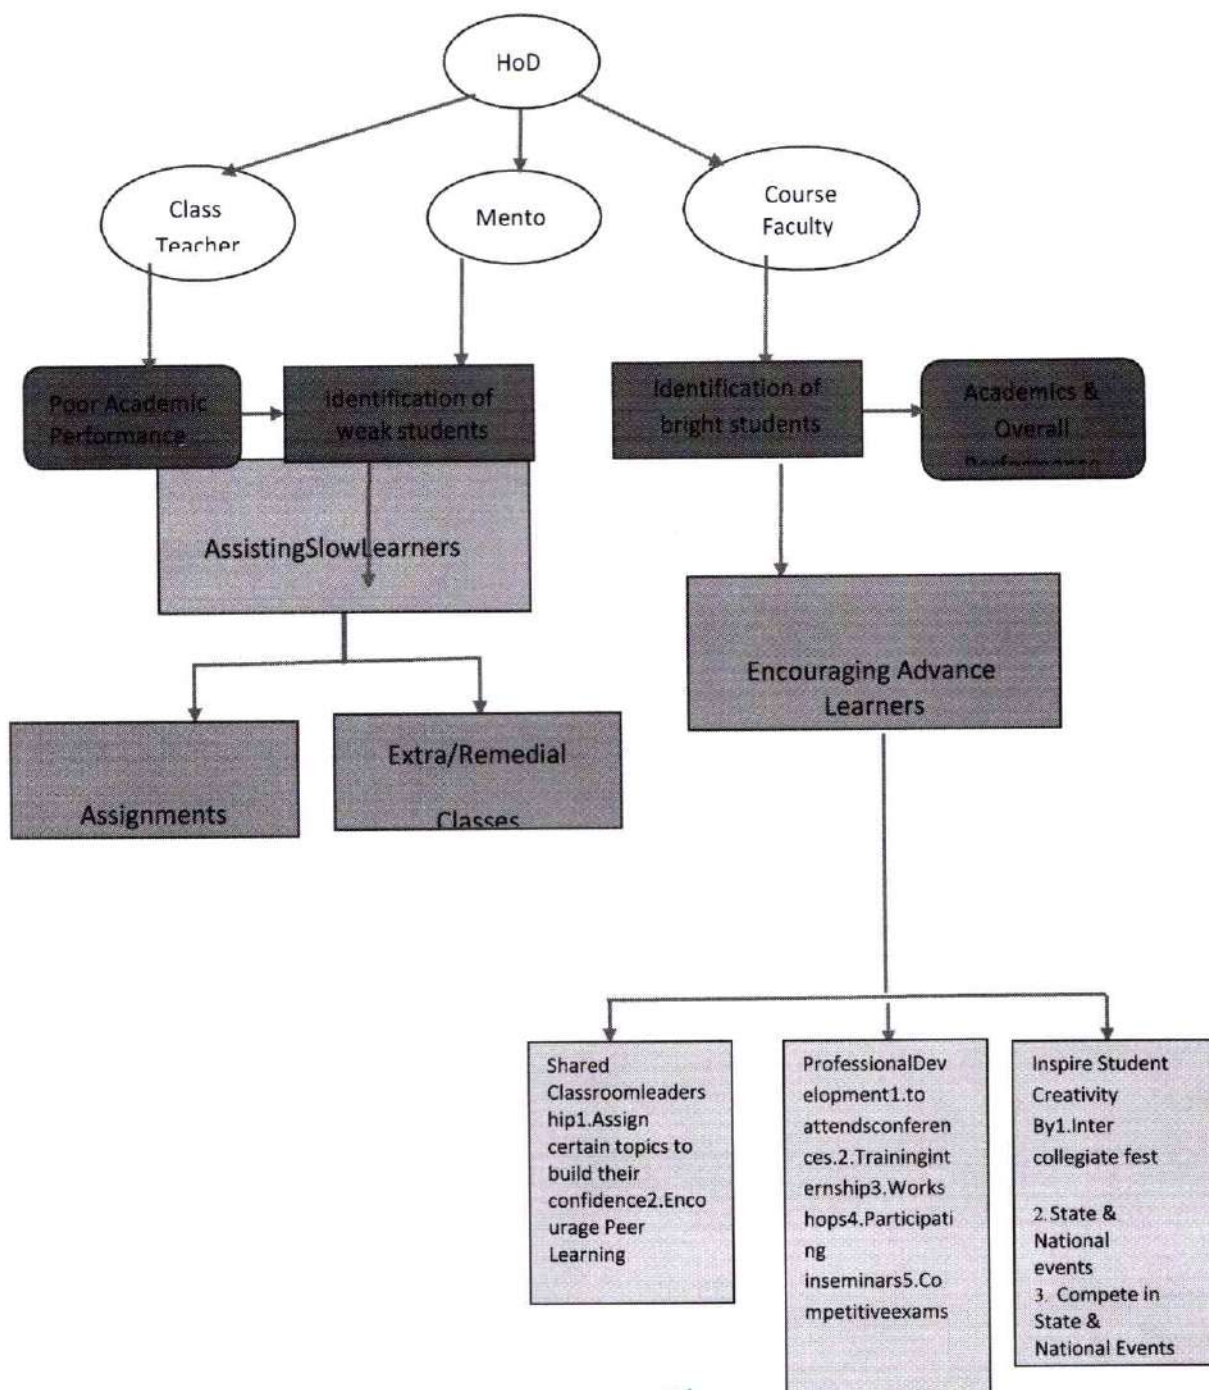 HoD
Class
Teacher
Mento
Course
Faculty
Poor Academic
Performance
Identification of
weak students
Identification of
bright students
Academics &
Overall
Performance
AssistingSlowLearners
Encouraging Advance
Learners
Assignments
Extra/Remedial
Classes
Shared
Classroomleaders
hip1.Assign
certain topics to
build their
confidence2.Enco
urage Peer
Learning
ProfessionalDev
elopment1.to
attendsconferen
ces.2.Trainingint
ernship3.Works
hops4.Participati
ng
inseminars5.Co
mpetitiveexams
Inspire Student
Creativity
By1.Inter
collegiate fest
2.State &
National
events
3. Compete in
State &
National Events